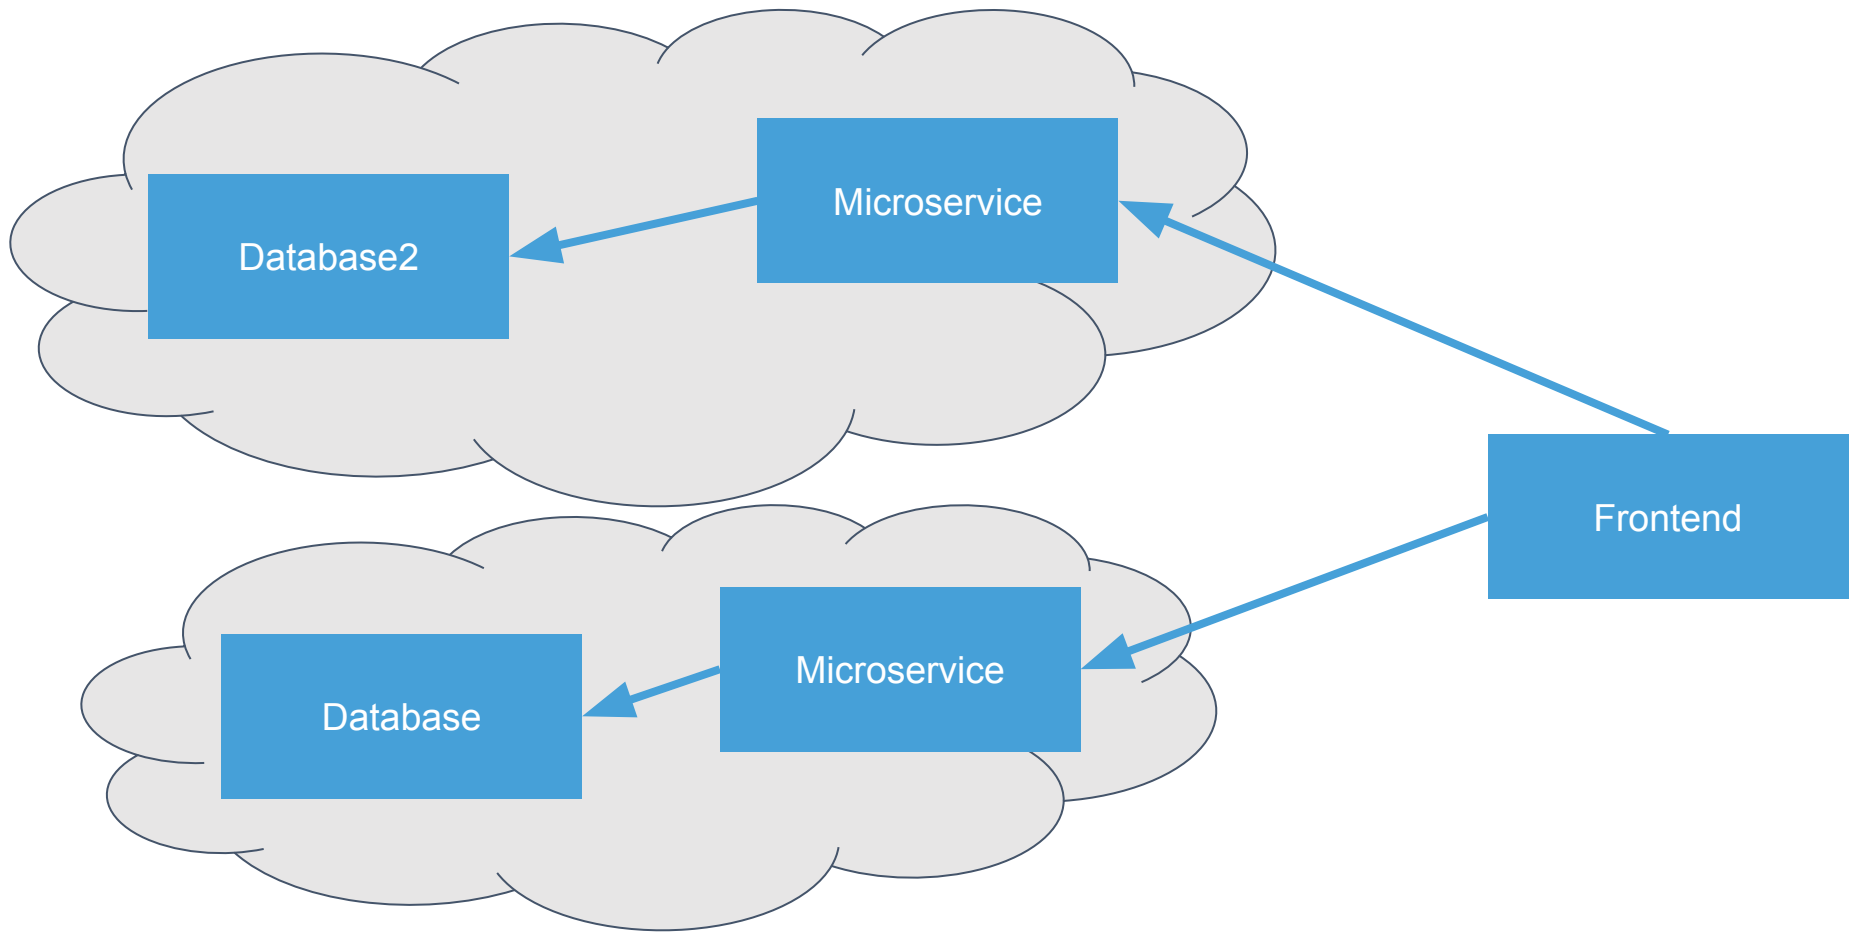 Microservice
Database2
Frontend
Microservice
Database